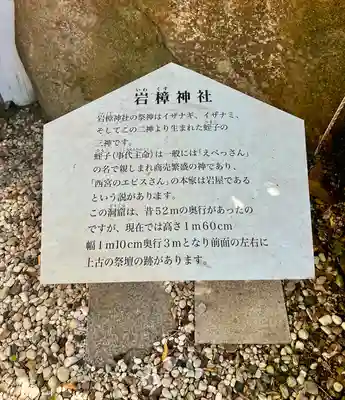 いわ くす
岩樟神社
岩樟神社の祭神はイザナギ、イザナミ、
そしてこの二神より生まれた蛭子の
三神です。
蛭子(事代主命)は一般には「えべっさん」
の名で親しまれ商売繁盛の神であり、
「西宮のエビスさん」の本家は岩屋である
という説があります。
この洞窟は、昔52mの奥行があったの
ですが、現在では高さ1m60cm
幅1m10cm奥行3mとなり前面の左右に
上古の祭壇の跡があります。